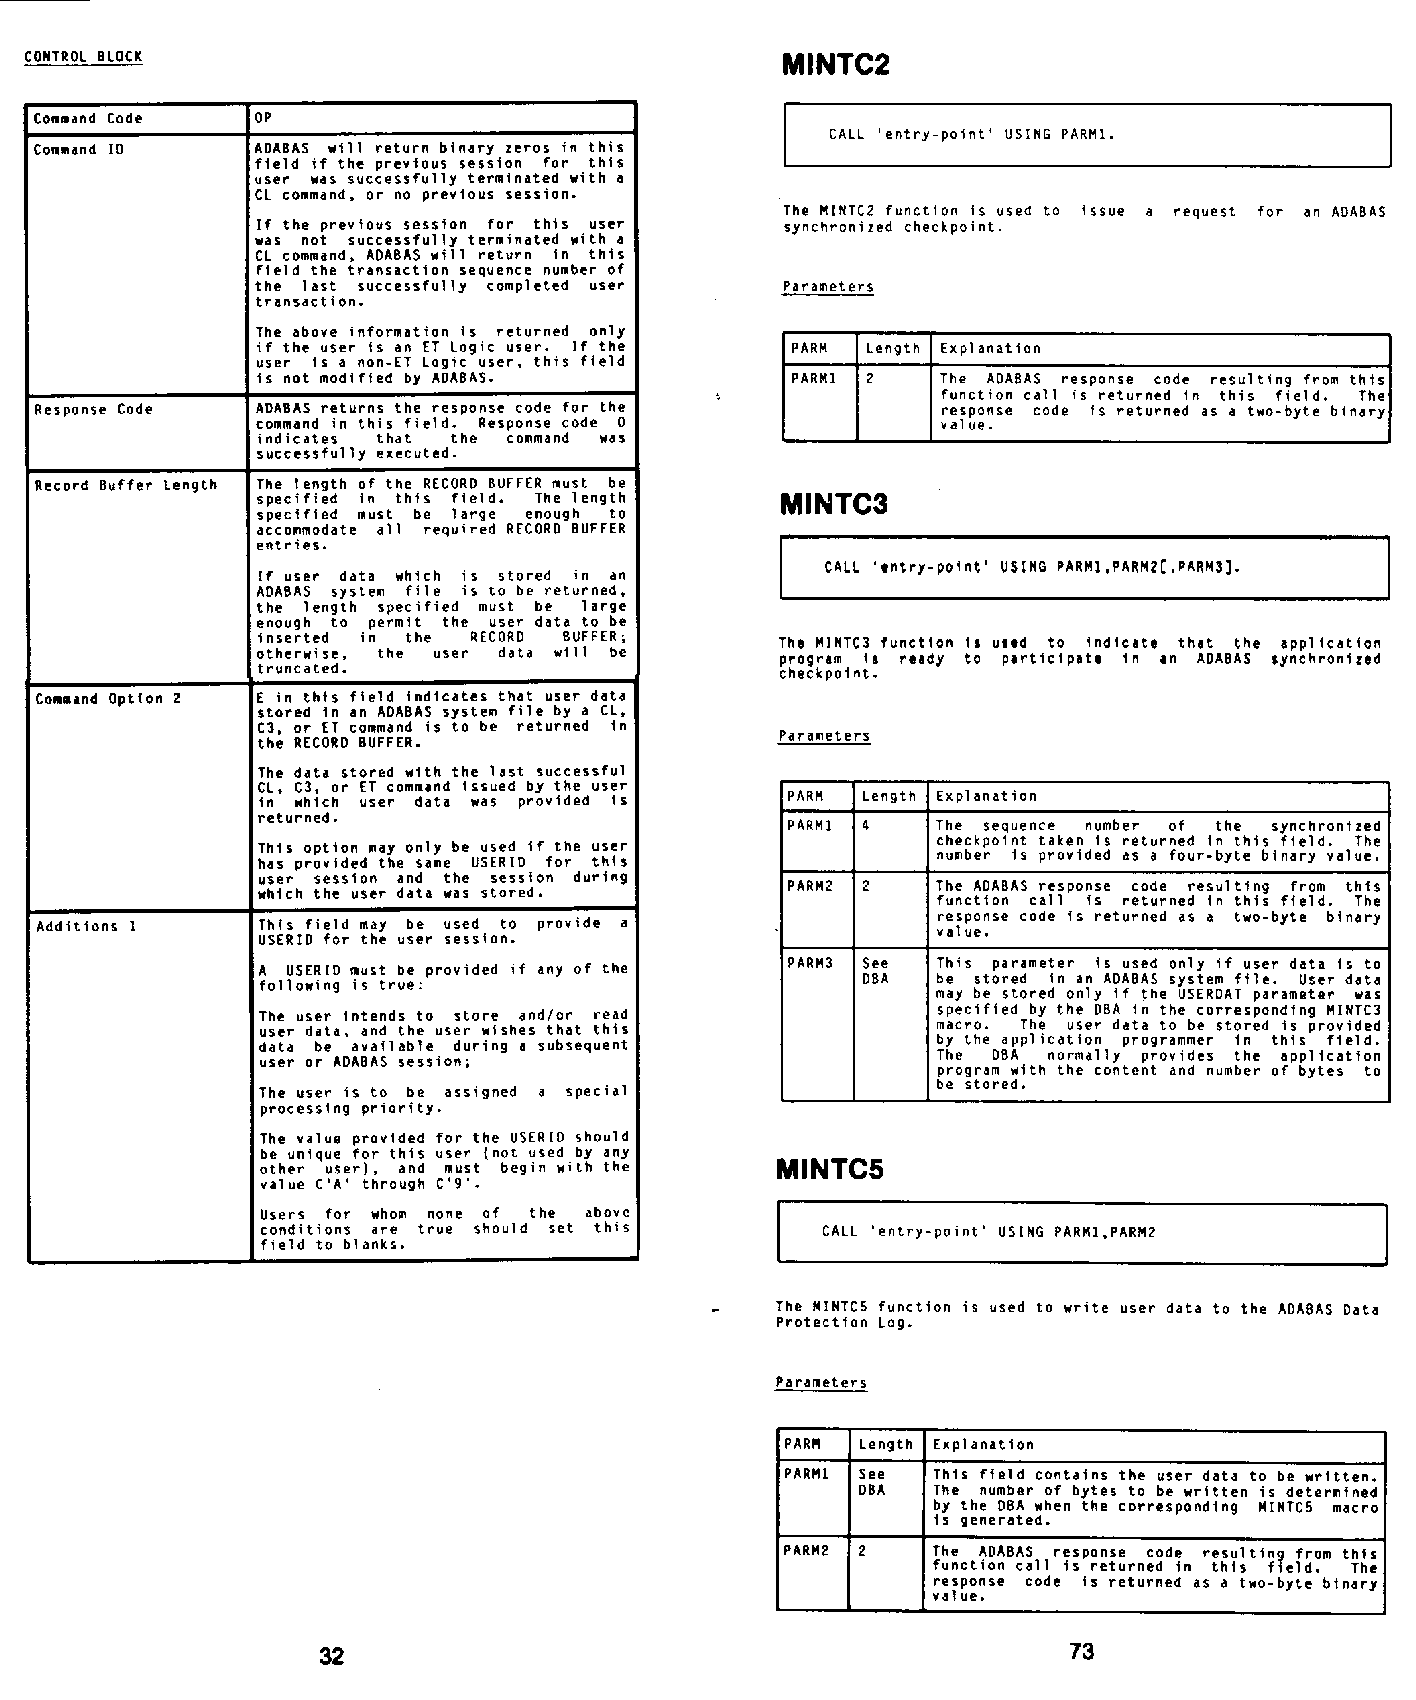 CONTROL BLOCK
Command Code
OP
Command ID
ADABAS will return binary zeros in this
field if the previous session for this
user was successfully terminated with a
CL command, or no previous session.
If the previous session for this user
was not successfully terminated with a
CL command, ADABAS will return in this
field the transaction sequence number of
the last successfully completed user
transaction.
The above information is returned only
if the user is an ET Logic user. If the
user is a non-ET Logic user, this field
is not modified by ADABAS.
Response Code
ADABAS returns the response code for the
command in this field. Response code 0
indicates that the command was
successfully executed.
Record Buffer Length
The length of the RECORD BUFFER must be
specified in this field. The length
specified must be large enough to
accommodate all required RECORD BUFFER
entries.
If user data which is stored in an
ADABAS system file is to be returned,
the length specified must be large
enough to permit the user data to be
inserted in the RECORD BUFFER;
otherwise, the user data will be
truncated.
Command Option 2
E in this field indicates that user data
stored in an ADABAS system file by a CL,
C3, or ET command is to be returned in
the RECORD BUFFER.
The data stored with the last successful
CL, C3, or ET command issued by the user
in which user data was provided is
returned.
This option may only be used if the user
has provided the same USERID for this
user session and the session during
which the user data was stored.
Additions 1
This field may be used to provide a
USERID for the user session.
A USERID must be provided if any of the
following is true:
The user intends to store and/or read
user data, and the user wishes that this
data be available during a subsequent
user or ADABAS session;
The user is to be assigned a special
processing priority.
The value provided for the USERID should
be unique for this user (not used by any
other user), and must begin with the
value C'A' through C'9'.
Users for whom none of the above
conditions are true should set this
field to blanks.
32
MINTC2
CALL 'entry-point' USING PARM1.
The MINTC2 function is used to issue a request for an ADABAS
synchronized checkpoint.
Parameters
PARM Length Explanation
PARM1 2 The ADABAS response code resulting from this
function call is returned in this field. The
response code is returned as a two-byte binary
value.
MINTC3
CALL 'entry-point' USING PARM1,PARM2[,PARM3].
The MINTC3 function is used to indicate that the application
program is ready to participate in an ADABAS synchronized
checkpoint.
Parameters
PARM Length Explanation
PARM1 4 The sequence number of the synchronized
checkpoint taken is returned in this field. The
number is provided as a four-byte binary value.
PARM2 2 The ADABAS response code resulting from this
function call is returned in this field. The
response code is returned as a two-byte binary
value.
PARM3 See This parameter is used only if user data is to
DBA be stored in an ADABAS system file. User data
may be stored only if the USERDAT parameter was
specified by the DBA in the corresponding MINTC3
macro. The user data to be stored is provided
by the application programmer in this field.
The DBA normally provides the application
program with the content and number of bytes to
be stored.
MINTC5
CALL 'entry-point' USING PARM1,PARM2
The MINTC5 function is used to write user data to the ADABAS Data
Protection Log.
Parameters
PARM Length Explanation
PARM1 See This field contains the user data to be written.
DBA The number of bytes to be written is determined
by the DBA when the corresponding MINTC5 macro
is generated.
PARM2 2 The ADABAS response code resulting from this
function call is returned in this field. The
response code is returned as a two-byte binary
value.
73